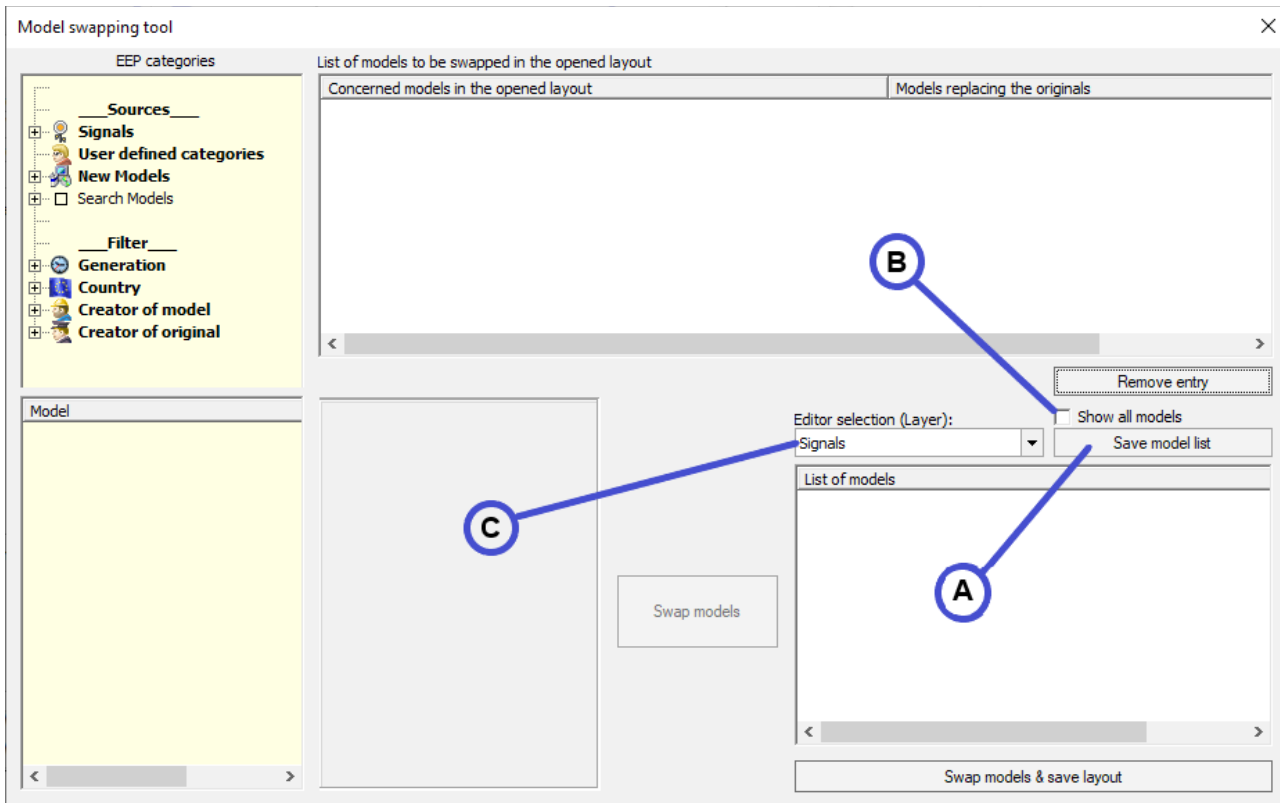 Model swapping tool
EEP categories
List of models to be swapped in the opened layout
Concerned models in the opened layout
Models replacing the originals
___Sources___
Signals
User defined categories
New Models
Search Models
___Filter___
Generation
Country
Creator of model
Creator of original
B
Remove entry
Model
Editor selection (Layer):
Show all models
Signals
Save model list
List of models
C
A
Swap models
Swap models & save layout